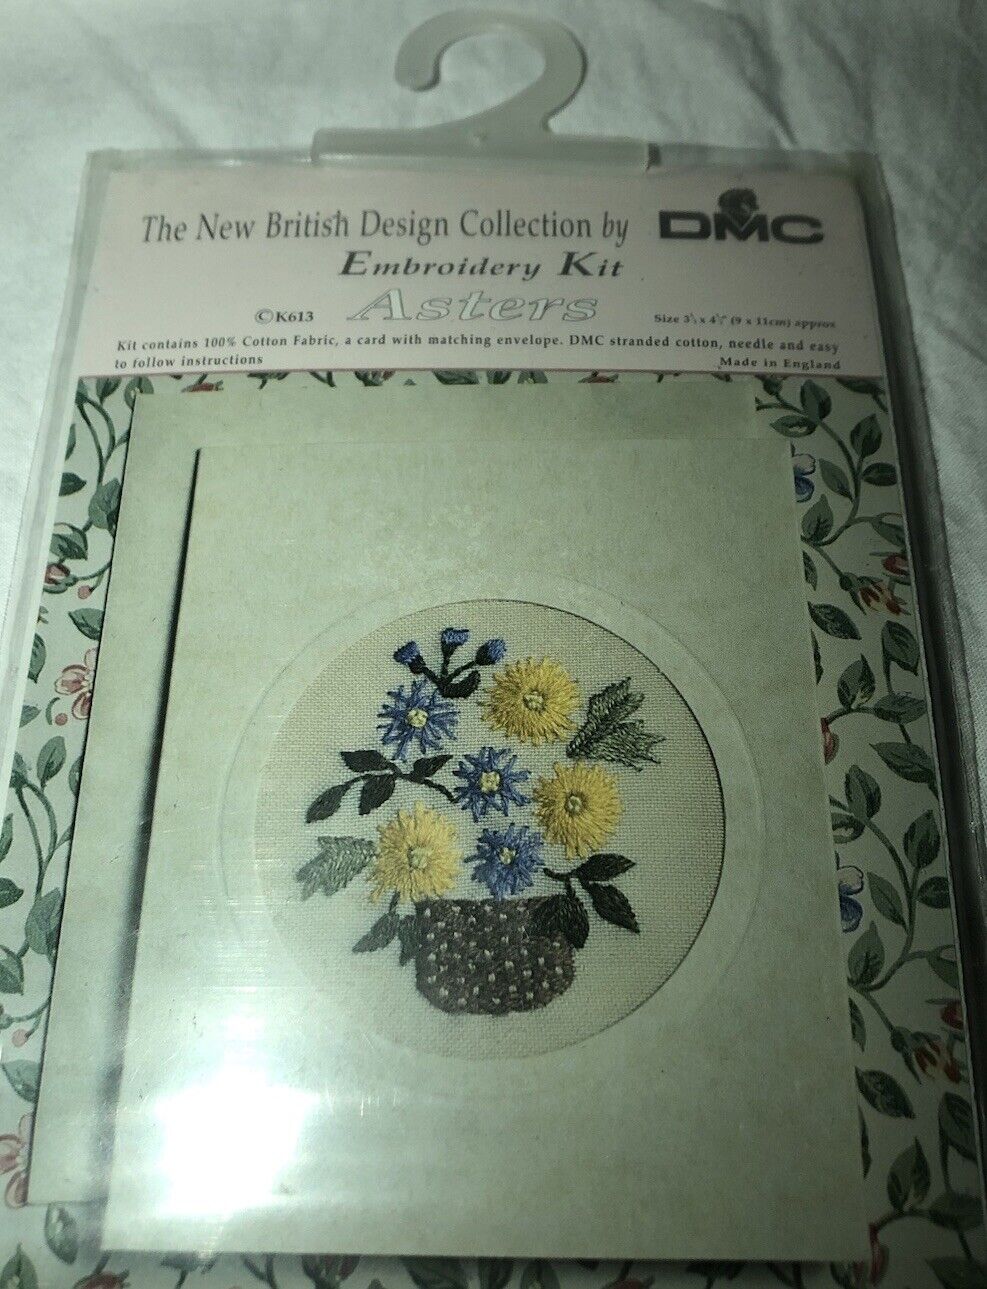 The New British Design Collection by DMC
Embroidery Kit
©K613 Asters Size 3½ x 4½" (9 x 11cm) approx
Kit contains 100% Cotton Fabric, a card with matching envelope. DMC stranded cotton, needle and easy
to follow instructions Made in England